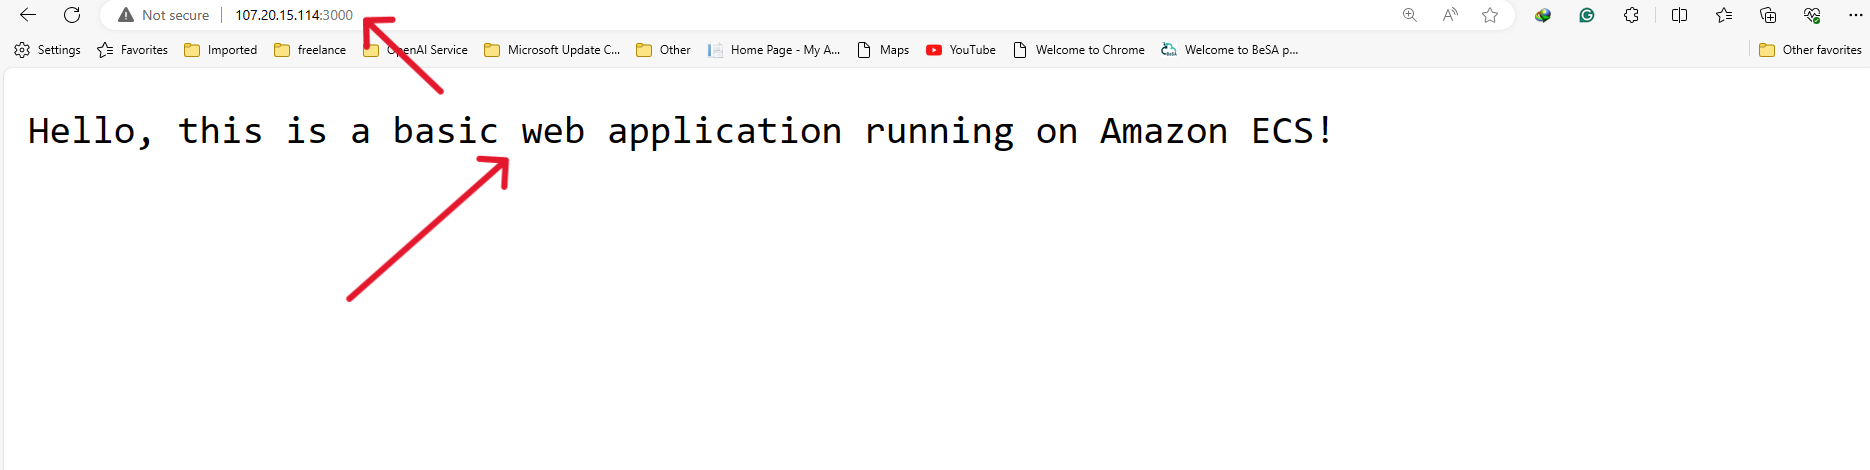 Not secure 107.20.15.114:3000
Settings Favorites Imported freelance OpenAI Service Microsoft Update C... Other Home Page - My A... Maps YouTube Welcome to Chrome Welcome to BeSA p... Other favorites
Hello, this is a basic web application running on Amazon ECS!